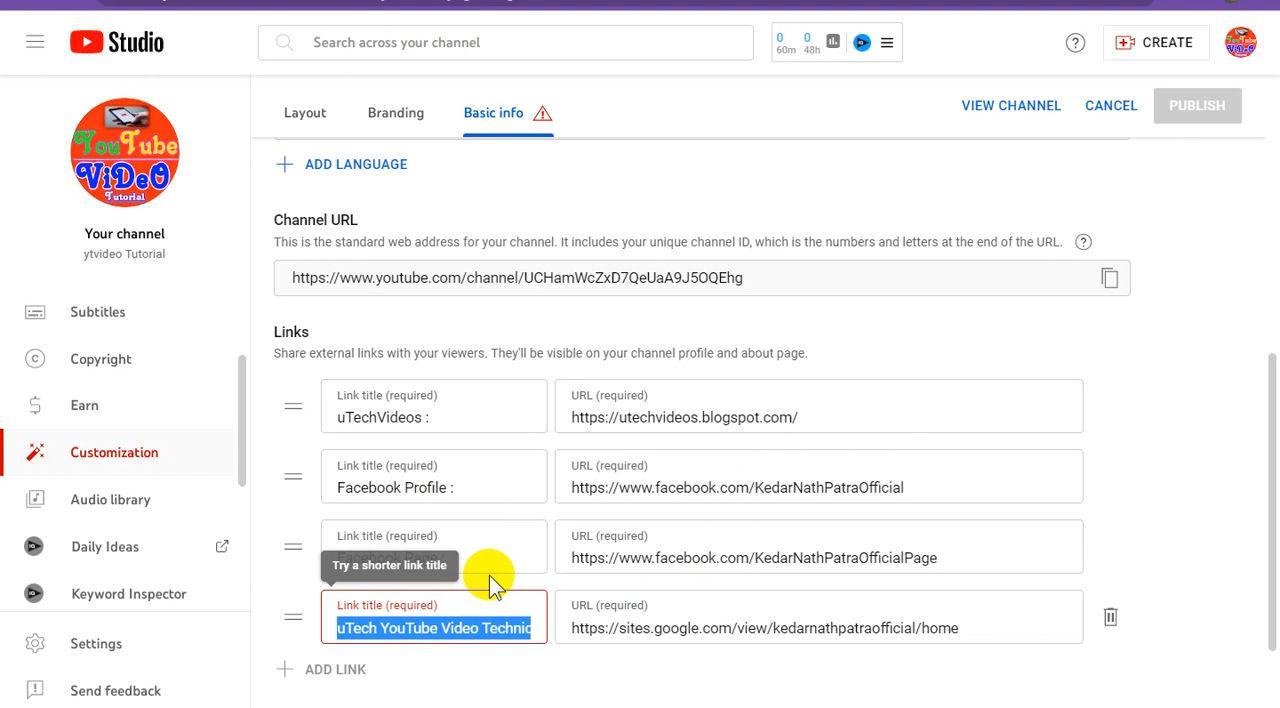 Studio
Search across your channel
0 0
60m 48h
CREATE
YouTube
ViDeO
Tutorial
Your channel
ytvideo Tutorial
Subtitles
Copyright
Earn
Customization
Audio library
Daily Ideas
Keyword Inspector
Settings
Send feedback
Layout
Branding
Basic info
VIEW CHANNEL
CANCEL
PUBLISH
ADD LANGUAGE
Channel URL
This is the standard web address for your channel. It includes your unique channel ID, which is the numbers and letters at the end of the URL.
https://www.youtube.com/channel/UCHamWcZxD7QeUaA9J5OQEhg
Links
Share external links with your viewers. They'll be visible on your channel profile and about page.
Link title (required)
uTechVideos :
URL (required)
https://utechvideos.blogspot.com/
Link title (required)
Facebook Profile :
URL (required)
https://www.facebook.com/KedarNathPatraOfficial
Link title (required)
Facebook Page
URL (required)
https://www.facebook.com/KedarNathPatraOfficialPage
Try a shorter link title
Link title (required)
uTech YouTube Video Technic
URL (required)
https://sites.google.com/view/kedarnathpatraofficial/home
ADD LINK